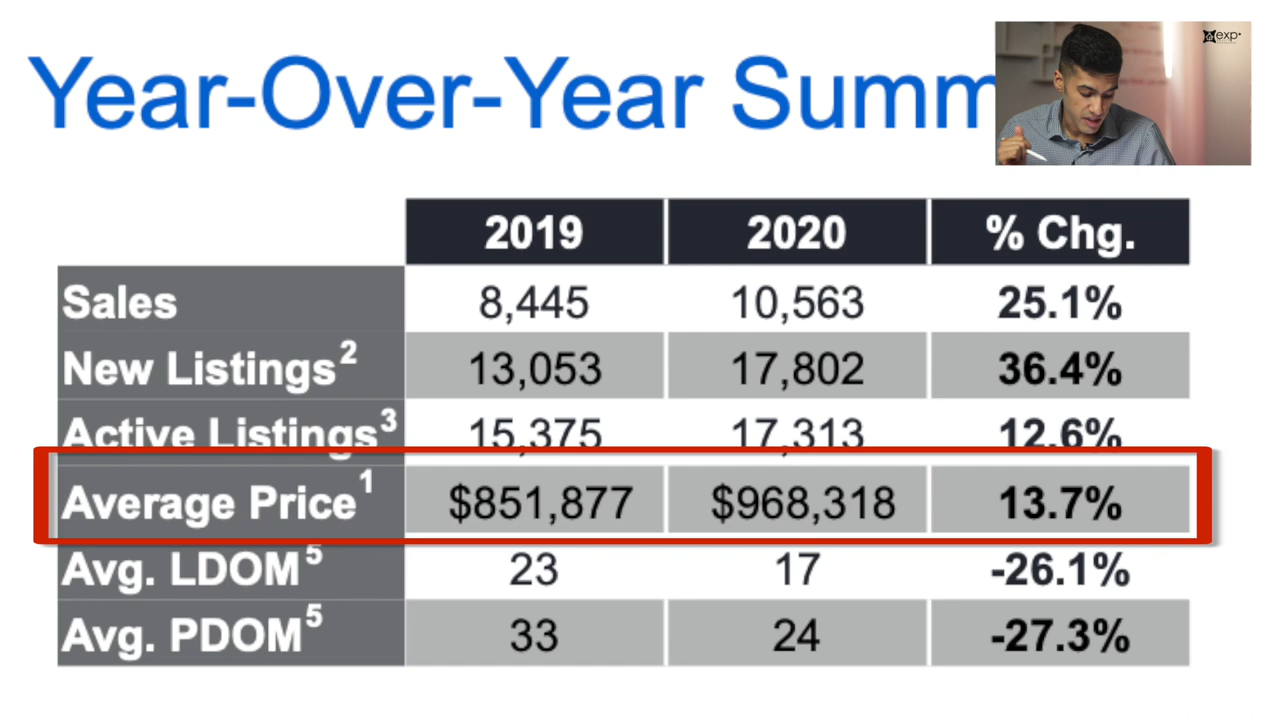 Year-Over-Year Summ
exp
2019 2020 % Chg.
Sales 8,445 10,563 25.1%
New Listings2 13,053 17,802 36.4%
Active Listings3 15,375 17,313 12.6%
Average Price1 $851,877 $968,318 13.7%
Avg. LDOM5 23 17 -26.1%
Avg. PDOM5 33 24 -27.3%